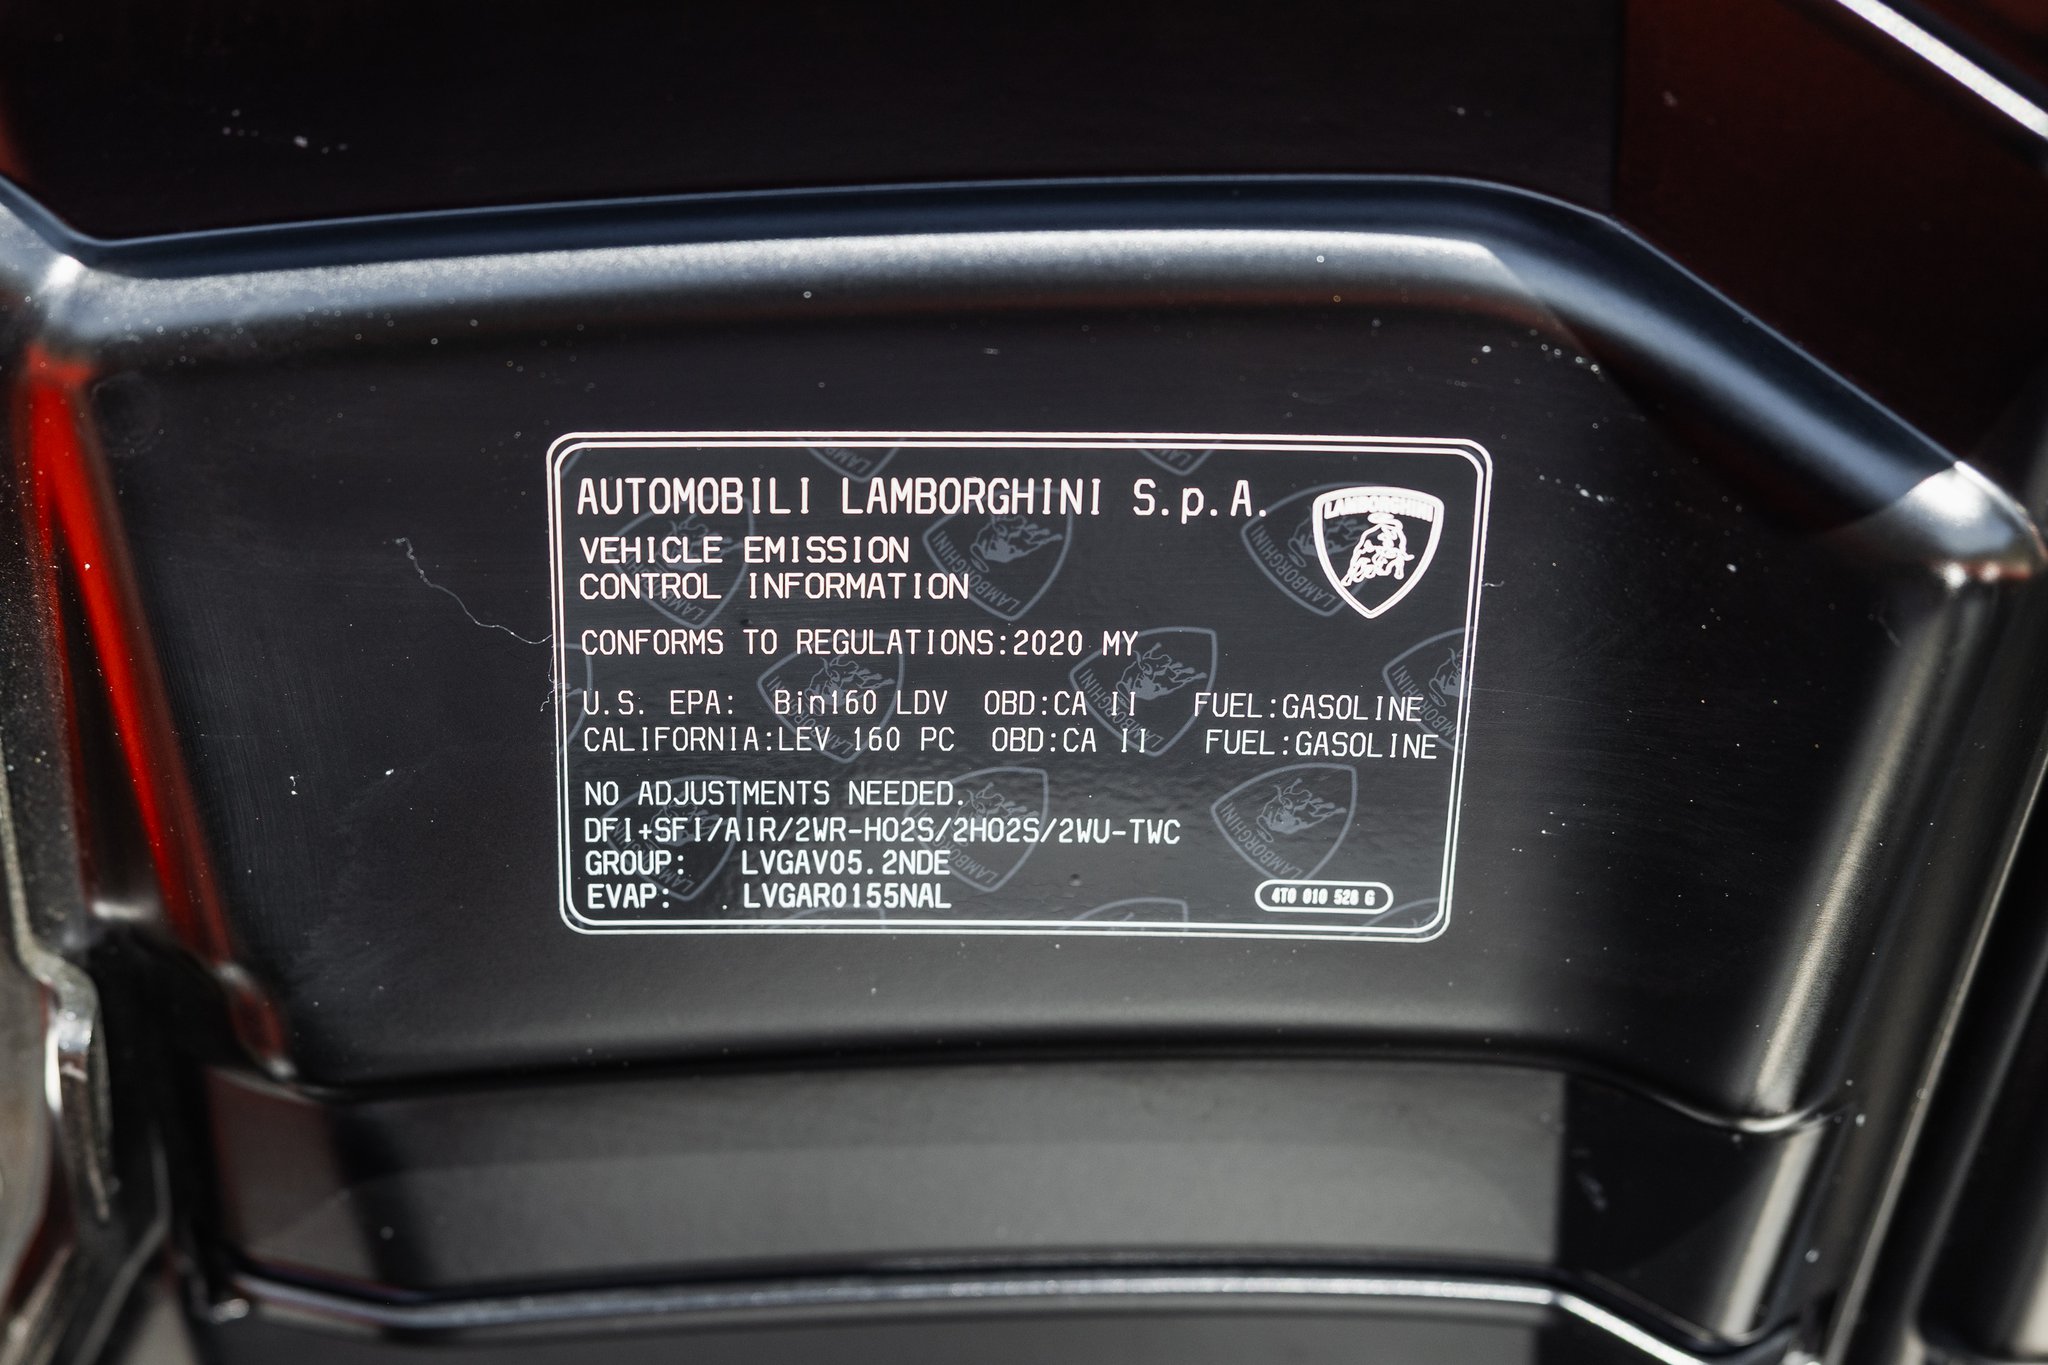 AUTOMOBILI LAMBORGHINI S.p.A.
LAMBORGHINI
VEHICLE EMISSION
CONTROL INFORMATION
CONFORMS TO REGULATIONS:2020 MY
U.S. EPA: Bin160 LDV OBD:CA II FUEL:GASOLINE
CALIFORNIA:LEV 160 PC OBD:CA II FUEL:GASOLINE
NO ADJUSTMENTS NEEDED.
DFI+SFI/AIR/2WR-HO2S/2HO2S/2WU-TWC
GROUP: LVGAV05.2NDE
EVAP: LVGAR0155NAL
4T0 010 520 G